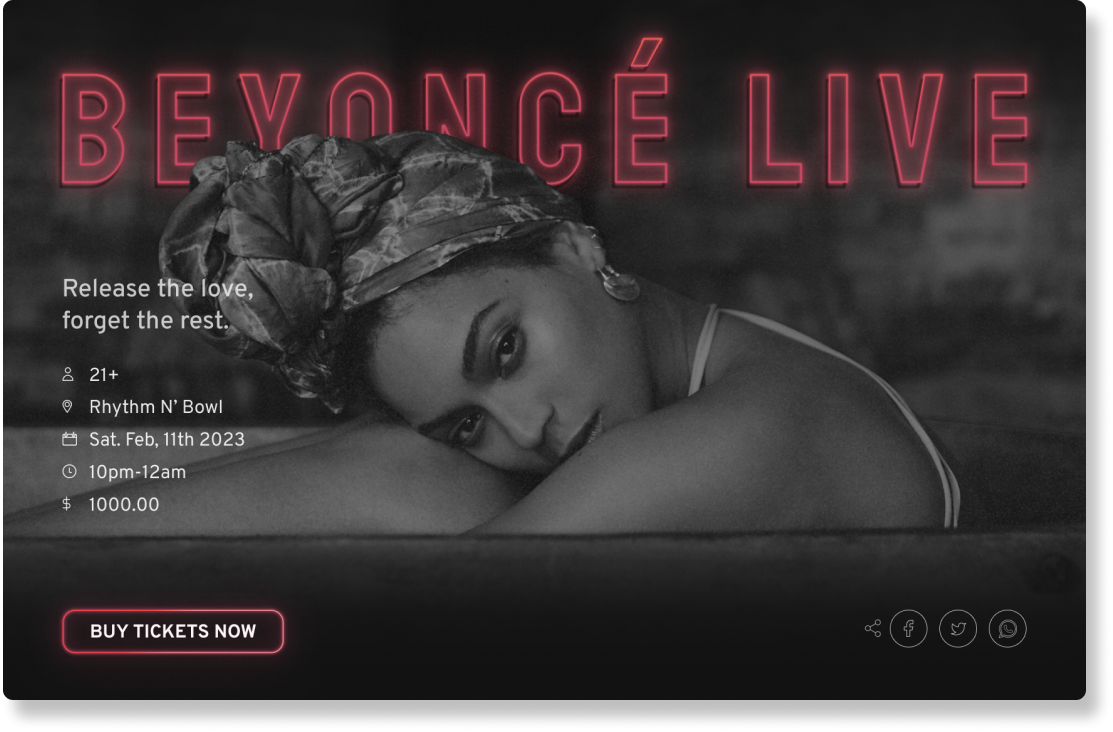 BEYONCÉ LIVE
Release the love,
forget the rest.
21+
Rhythm N’ Bowl
Sat. Feb, 11th 2023
10pm-12am
$ 1000.00
BUY TICKETS NOW